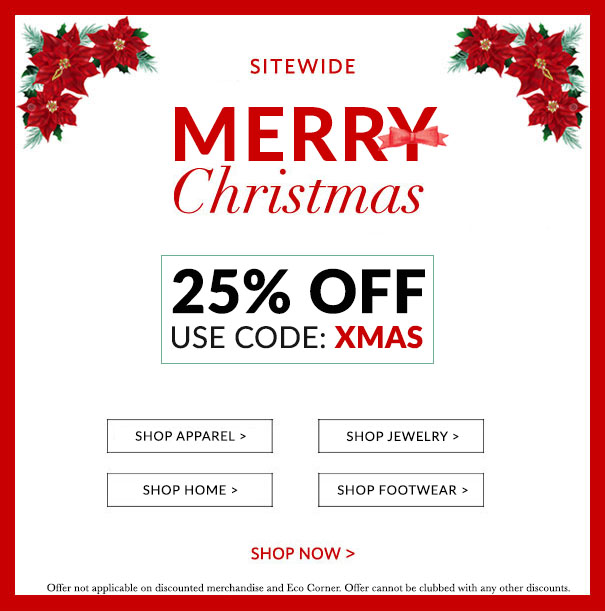 SITEWIDE
MERRY
Christmas
25% OFF
USE CODE: XMAS
SHOP APPAREL >
SHOP JEWELRY >
SHOP HOME >
SHOP FOOTWEAR >
SHOP NOW >
Offer not applicable on discounted merchandise and Eco Corner. Offer cannot be clubbed with any other discounts.